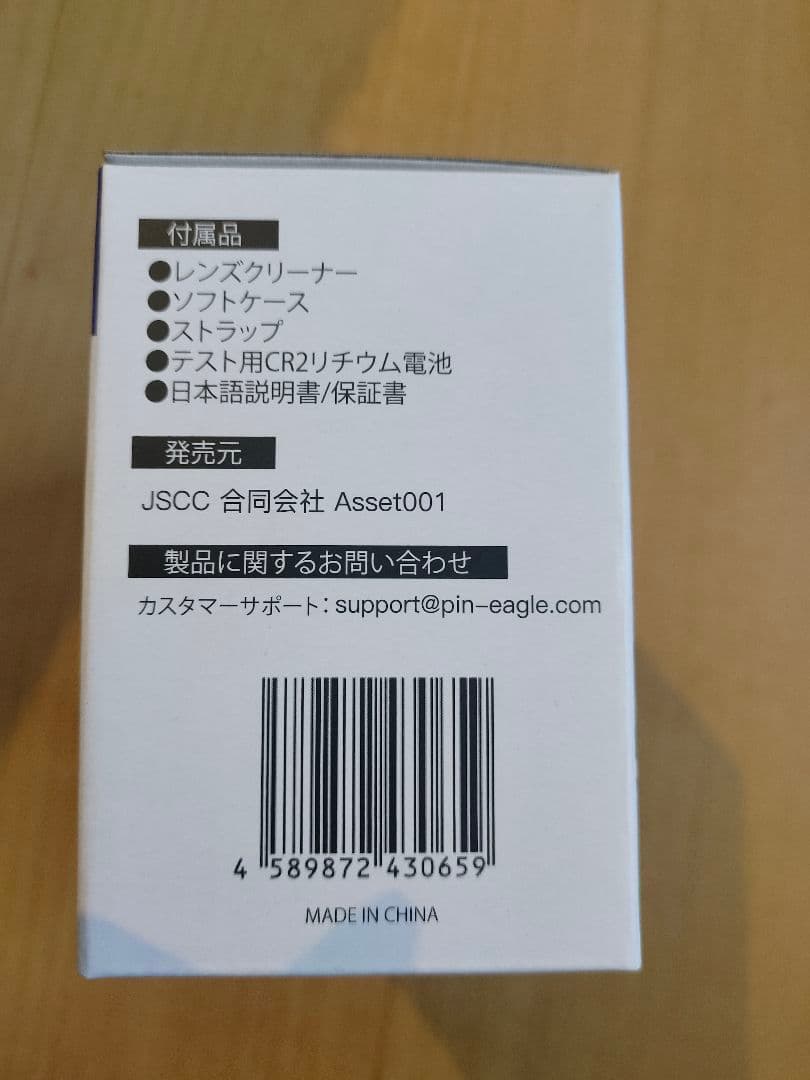 付属品
●レンズクリーナー
●ソフトケース
●ストラップ
●テスト用CR2リチウム電池
●日本語説明書/保証書
発売元
JSCC 合同会社 Asset001
製品に関するお問い合わせ
カスタマーサポート：support@pin-eagle.com
4 589872 430659
MADE IN CHINA